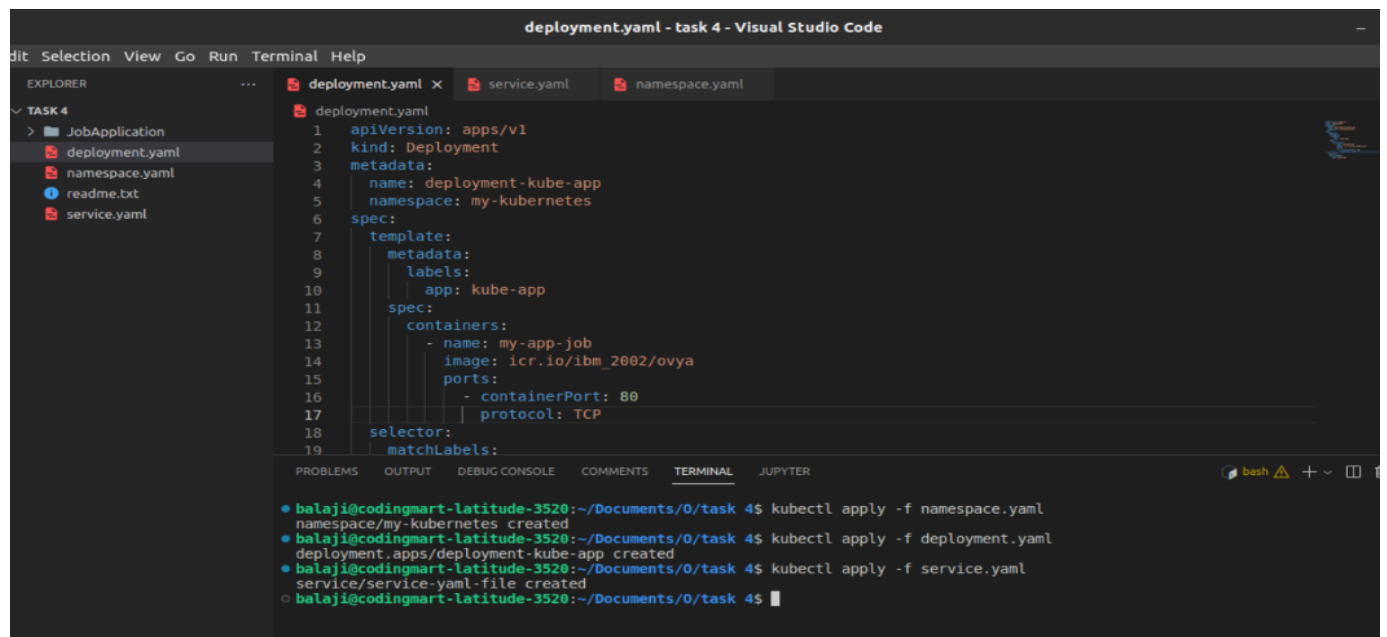 deployment.yaml - task 4 - Visual Studio Code
dit Selection View Go Run Terminal Help
EXPLORER
TASK 4
JobApplication
deployment.yaml
namespace.yaml
readme.txt
service.yaml
deployment.yaml service.yaml namespace.yaml
deployment.yaml
1 apiVersion: apps/v1
2 kind: Deployment
3 metadata:
4 name: deployment-kube-app
5 namespace: my-kubernetes
6 spec:
7 template:
8 metadata:
9 labels:
10 app: kube-app
11 spec:
12 containers:
13 - name: my-app-job
14 image: icr.io/ibm_2002/ovya
15 ports:
16 - containerPort: 80
17 protocol: TCP
18 selector:
19 matchLabels:
PROBLEMS OUTPUT DEBUG CONSOLE COMMENTS TERMINAL JUPYTER bash
balaji@codingmart-latitude-3520:~/Documents/O/task 4$ kubectl apply -f namespace.yaml
namespace/my-kubernetes created
balaji@codingmart-latitude-3520:~/Documents/O/task 4$ kubectl apply -f deployment.yaml
deployment.apps/deployment-kube-app created
balaji@codingmart-latitude-3520:~/Documents/O/task 4$ kubectl apply -f service.yaml
service/service-yaml-file created
balaji@codingmart-latitude-3520:~/Documents/O/task 4$